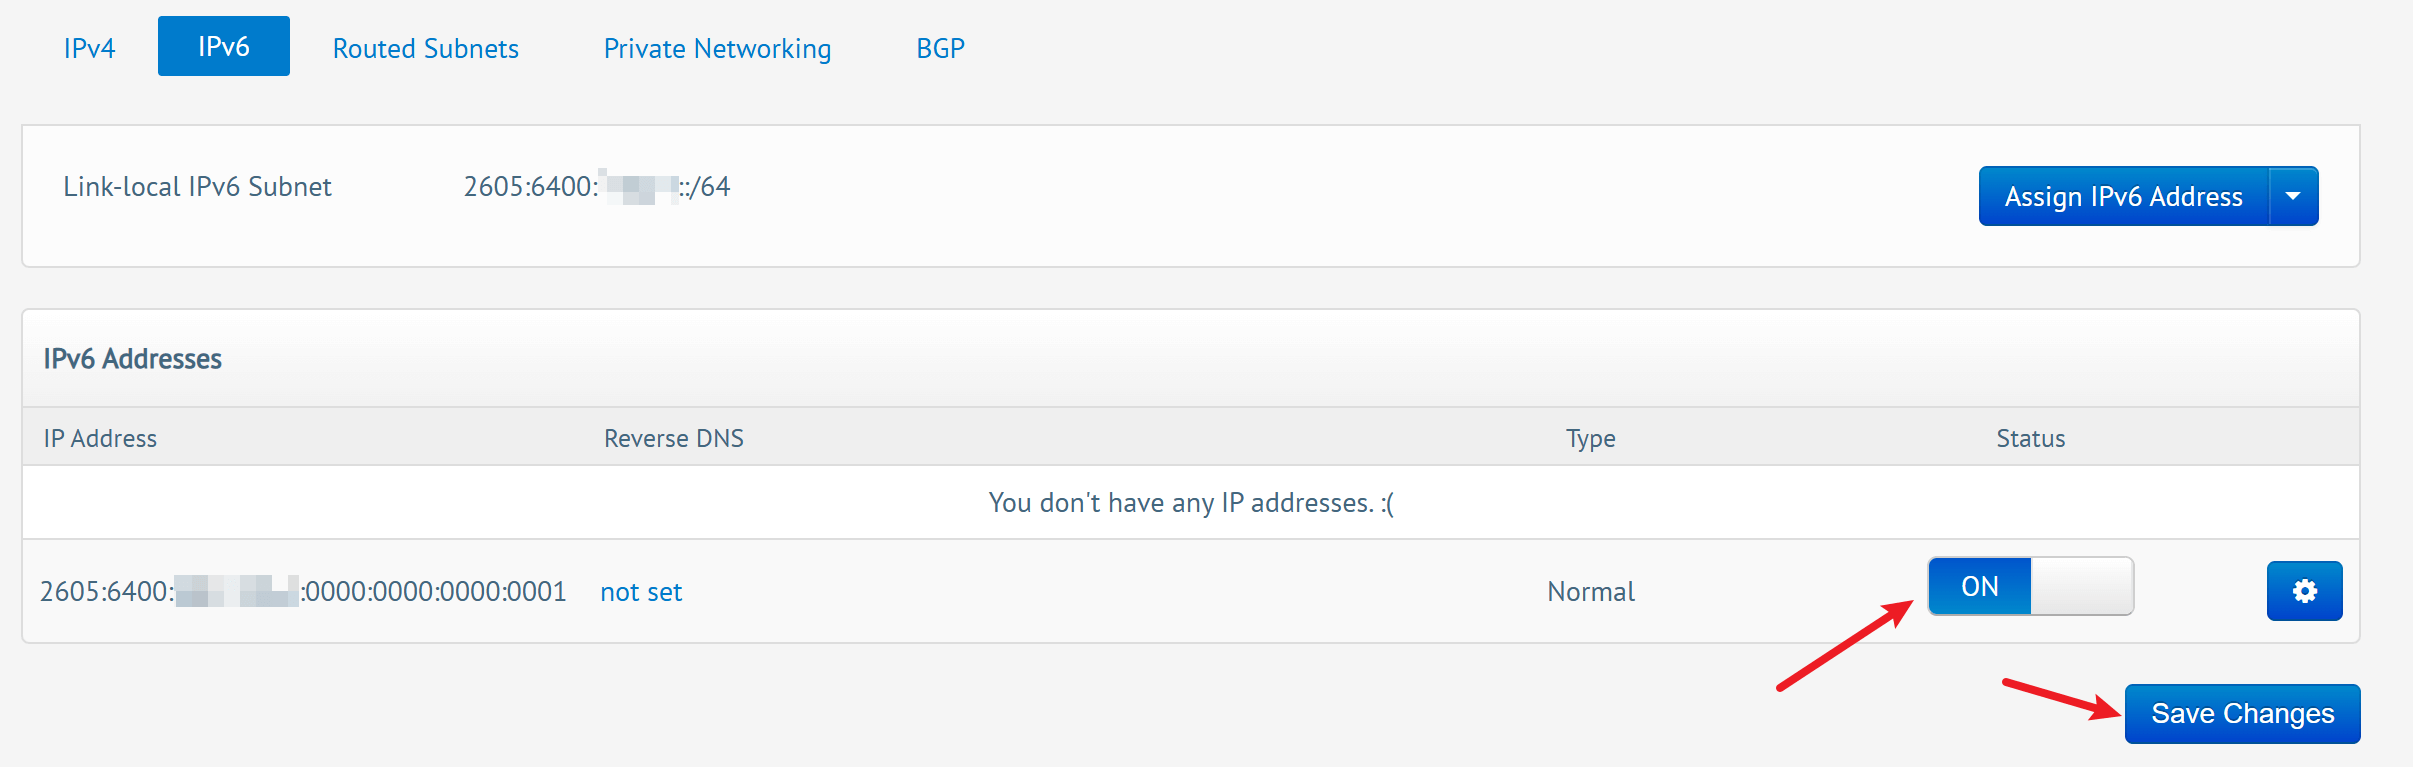 IPv4 IPv6 Routed Subnets Private Networking BGP
Link-local IPv6 Subnet 2605:6400: ::/64 Assign IPv6 Address
IPv6 Addresses
IP Address Reverse DNS Type Status
You don't have any IP addresses. :(
2605:6400: :0000:0000:0000:0001 not set Normal ON
Save Changes